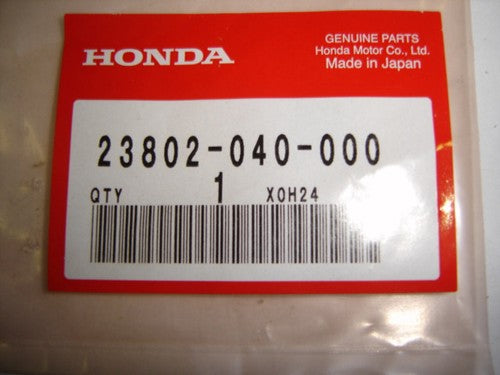 HONDA
GENUINE PARTS
Honda Motor Co., Ltd.
Made in Japan
23802-040-000
QTY 1 X0H24